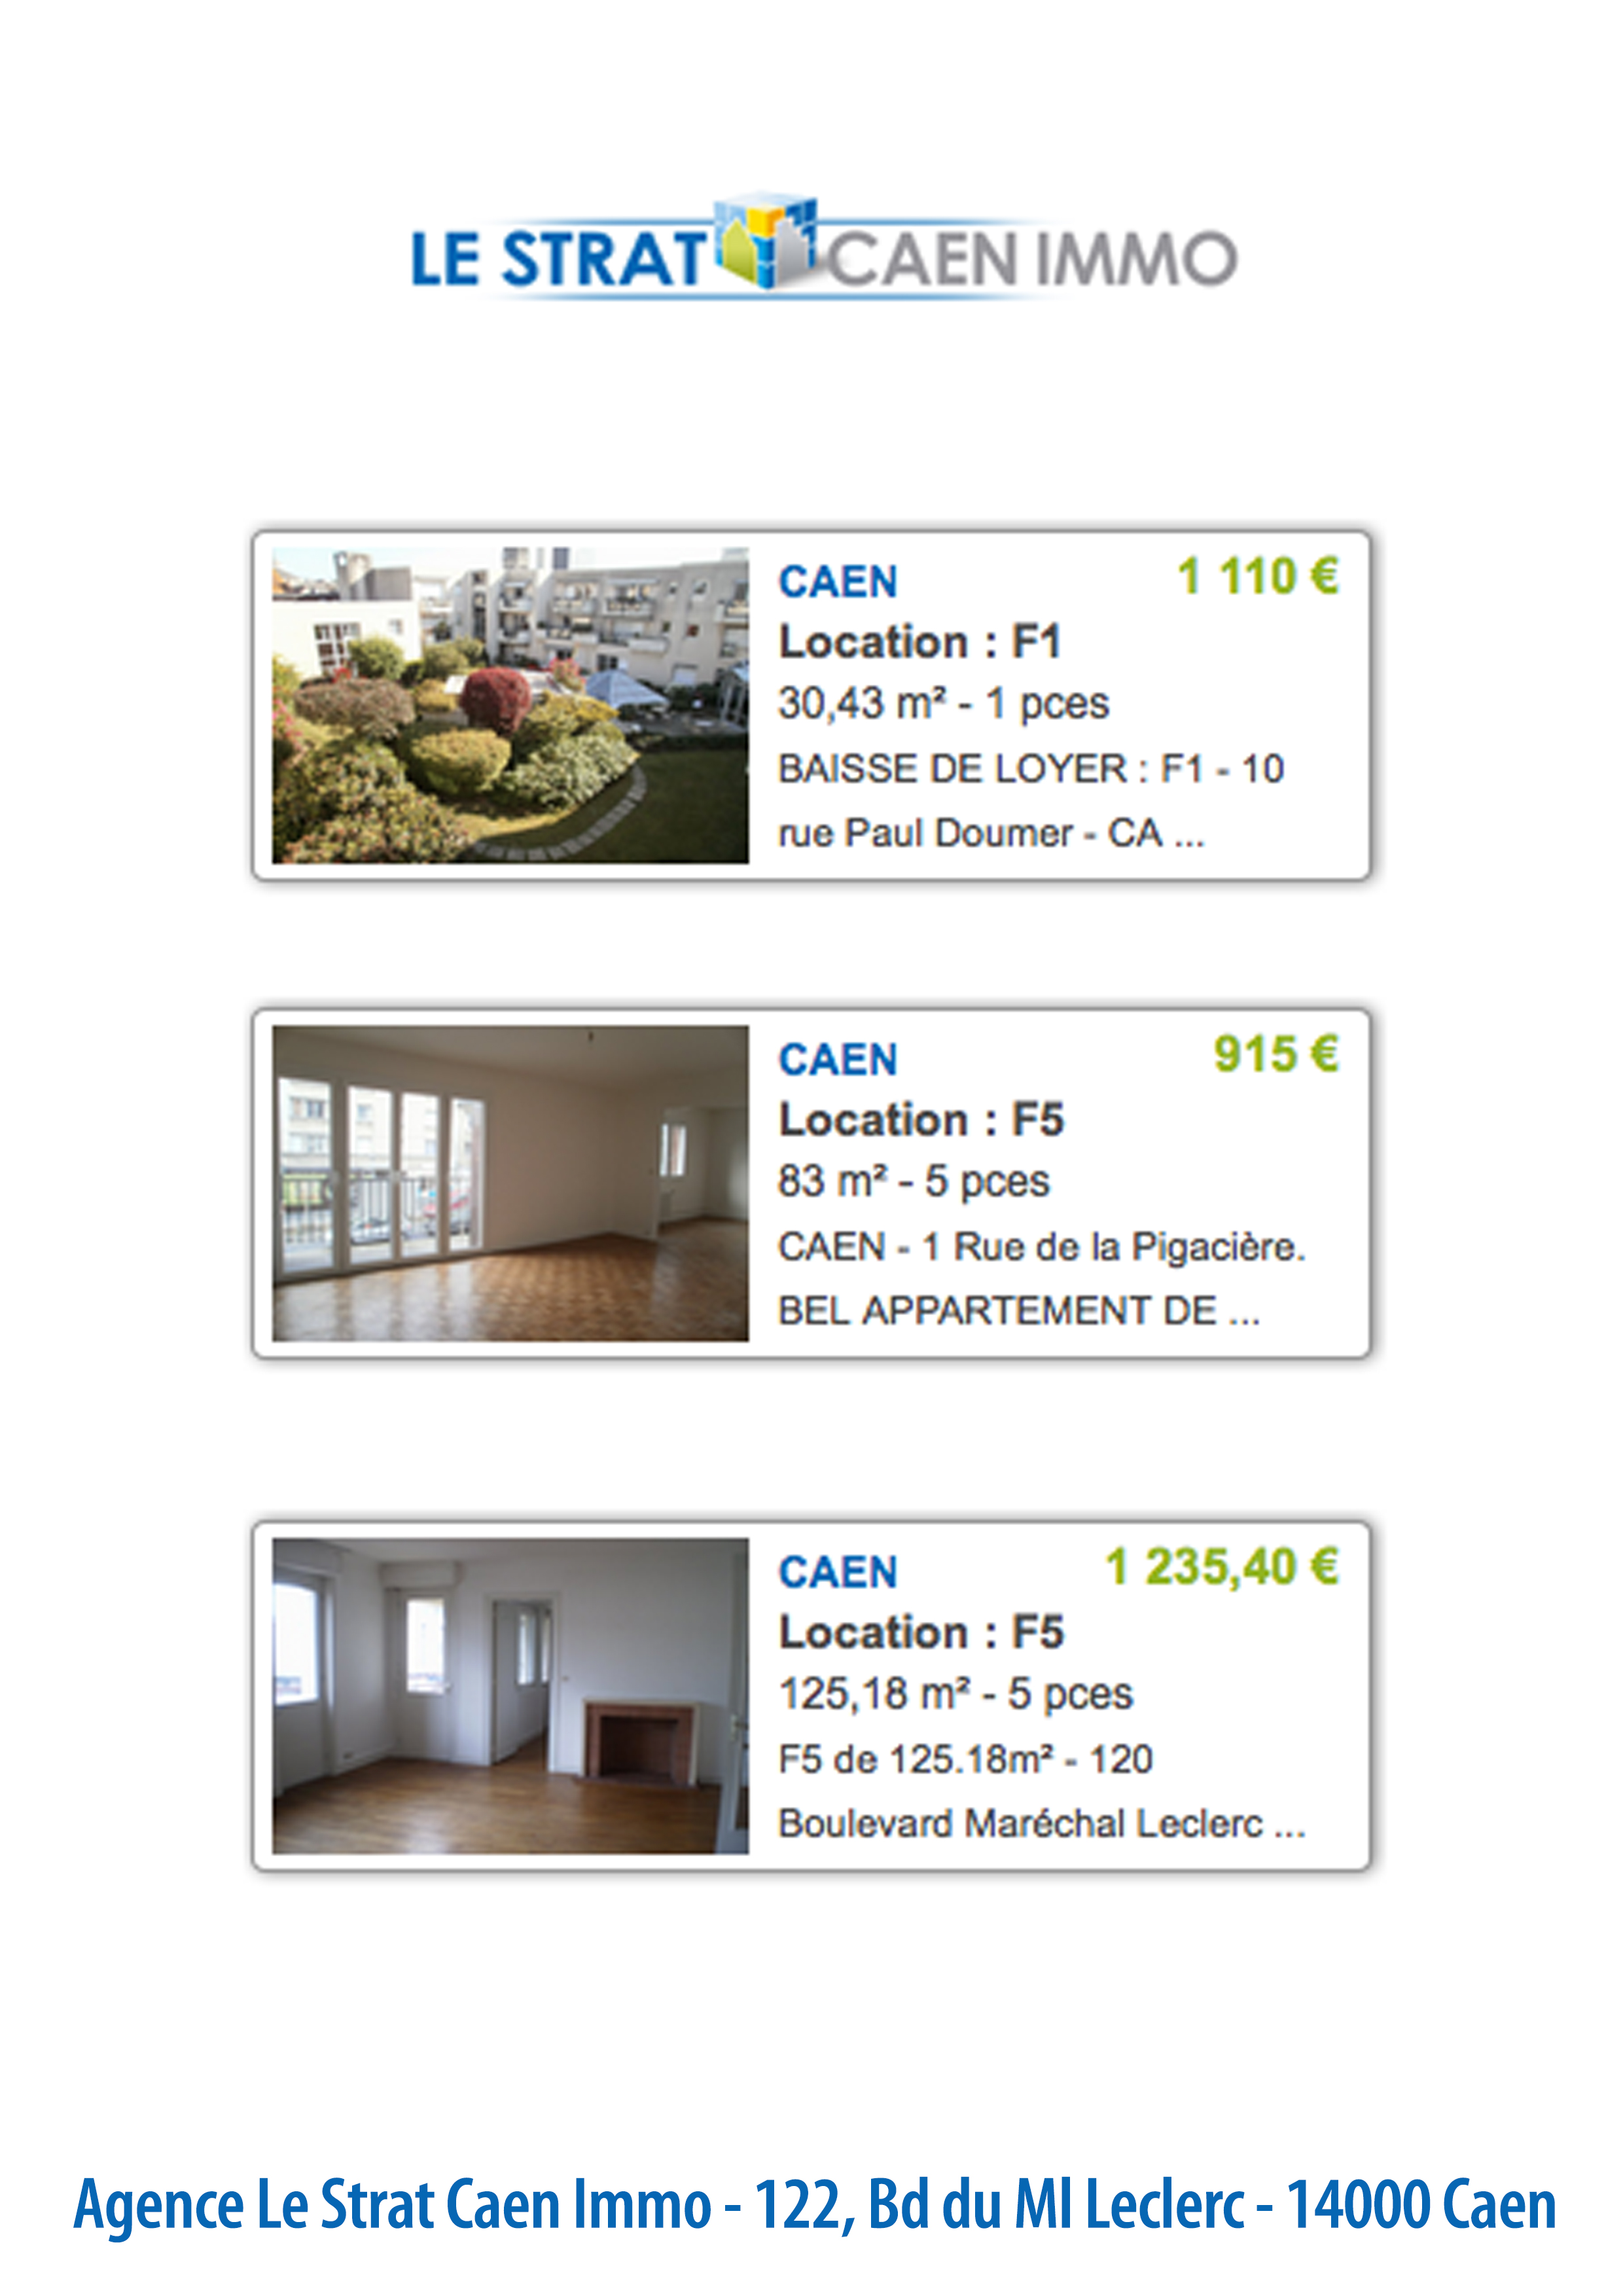 LE STRAT CAEN IMMO
CAEN 1 110 €
Location : F1
30,43 m² - 1 pces
BAISSE DE LOYER : F1 - 10
rue Paul Doumer - CA ...
CAEN 915 €
Location : F5
83 m² - 5 pces
CAEN - 1 Rue de la Pigacière.
BEL APPARTEMENT DE ...
CAEN 1 235,40 €
Location : F5
125,18 m² - 5 pces
F5 de 125.18m² - 120
Boulevard Maréchal Leclerc ...
Agence Le Strat Caen Immo - 122, Bd du Ml Leclerc - 14000 Caen